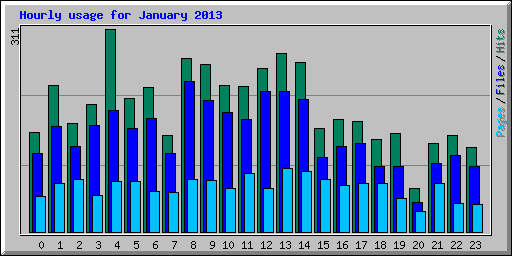 Hourly usage for January 2013
311
Pages/Files/Hits
0 1 2 3 4 5 6 7 8 9 10 11 12 13 14 15 16 17 18 19 20 21 22 23